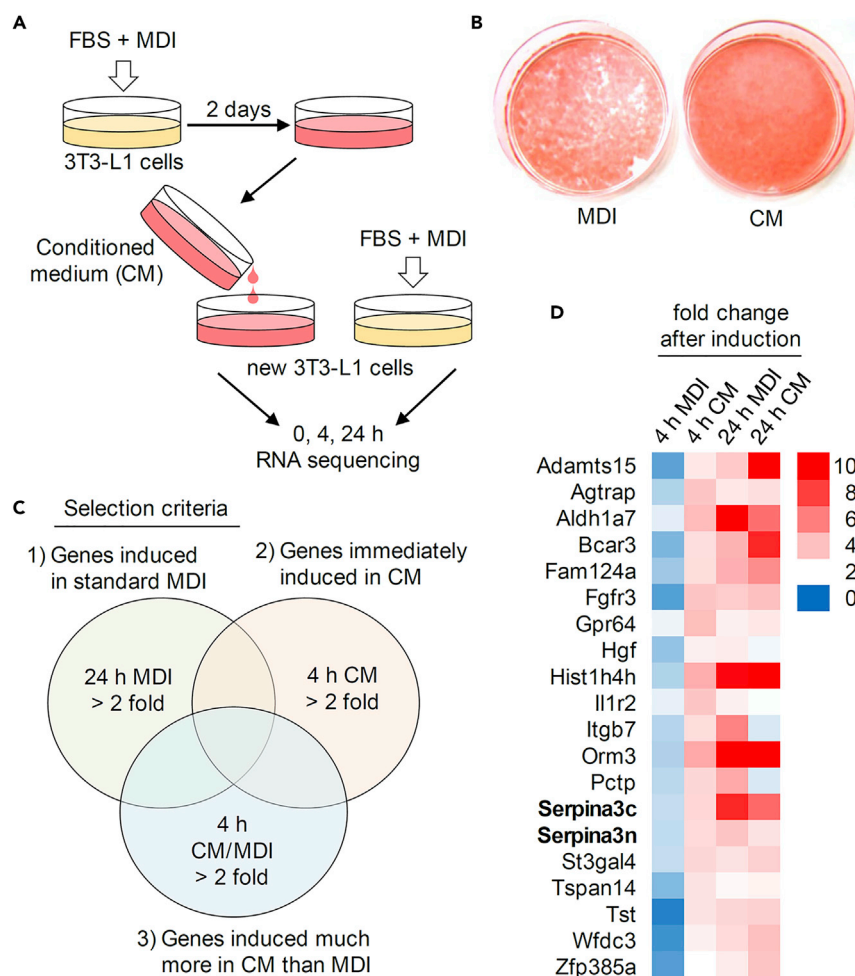 A
FBS + MDI
2 days
3T3-L1 cells
Conditioned
medium (CM)
FBS + MDI
new 3T3-L1 cells
0, 4, 24 h
RNA sequencing
B
MDI
CM
C
Selection criteria
1) Genes induced
in standard MDI
2) Genes immediately
induced in CM
24 h MDI
> 2 fold
4 h CM
> 2 fold
4 h
CM/MDI
> 2 fold
3) Genes induced much
more in CM than MDI
D
fold change
after induction
4 h MDI
4 h CM
24 h MDI
24 h CM
10
8
6
4
2
0
Adamts15
Agtrap
Aldh1a7
Bcar3
Fam124a
Fgfr3
Gpr64
Hgf
Hist1h4h
Il1r2
Itgb7
Orm3
Pctp
Serpina3c
Serpina3n
St3gal4
Tspan14
Tst
Wfdc3
Zfp385a